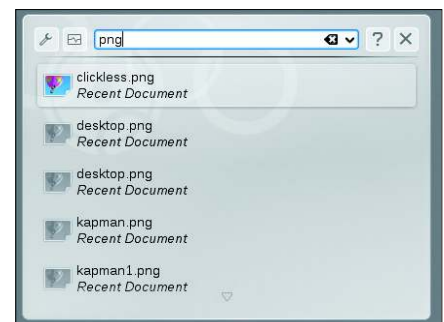 png
?
clickless.png
Recent Document
desktop.png
Recent Document
desktop.png
Recent Document
kapman.png
Recent Document
kapman1.png
Recent Document